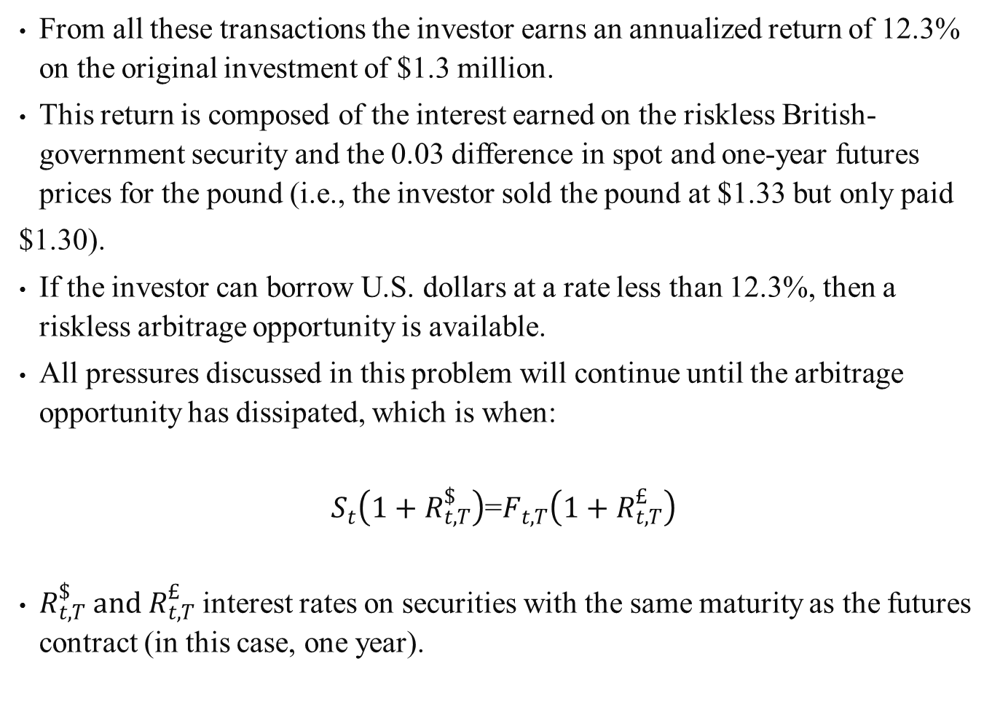 • From all these transactions the investor earns an annualized return of 12.3%
on the original investment of $1.3 million.
• This return is composed of the interest earned on the riskless British-
government security and the 0.03 difference in spot and one-year futures
prices for the pound (i.e., the investor sold the pound at $1.33 but only paid
$1.30).
• If the investor can borrow U.S. dollars at a rate less than 12.3%, then a
riskless arbitrage opportunity is available.
• All pressures discussed in this problem will continue until the arbitrage
opportunity has dissipated, which is when:
$S_t(1 + R^{\$}_{t,T}) = F_{t,T}(1 + R^{£}_{t,T})$
• $R^{\$}_{t,T}$ and $R^{£}_{t,T}$ interest rates on securities with the same maturity as the futures
contract (in this case, one year).